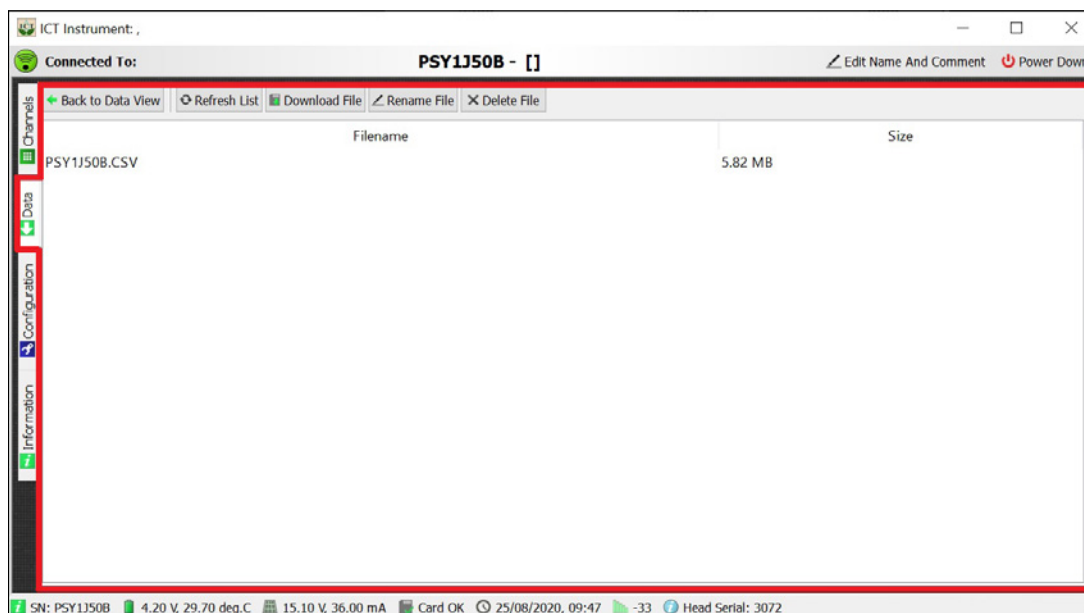 ICT Instrument: ,
Connected To: PSY1J50B - [] Edit Name And Comment Power Down
Back to Data View Refresh List Download File Rename File Delete File
Filename Size
PSY1J50B.CSV 5.82 MB
Channels
Data
Configuration
Information
SN: PSY1J50B 4.20 V, 29.70 deg.C 15.10 V, 36.00 mA Card OK 25/08/2020, 09:47 -33 Head Serial: 3072